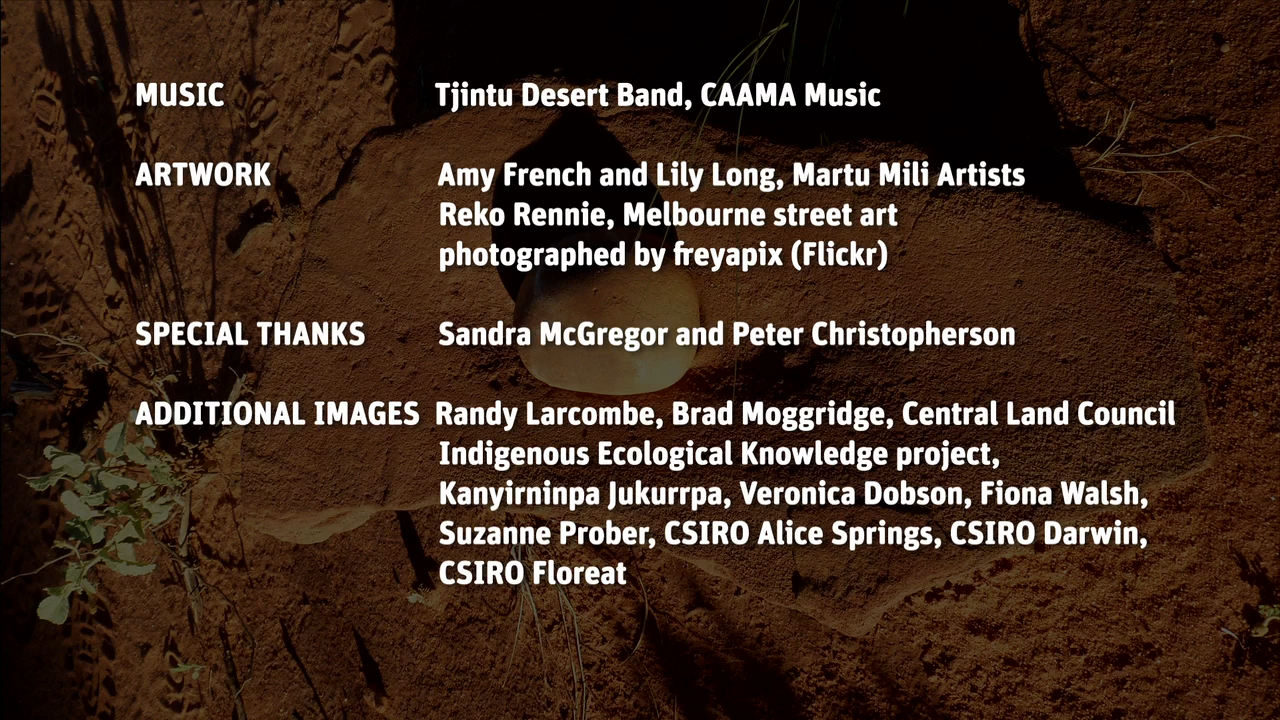 MUSIC Tjintu Desert Band, CAAMA Music
ARTWORK Amy French and Lily Long, Martu Mili Artists
Reko Rennie, Melbourne street art
photographed by freyapix (Flickr)
SPECIAL THANKS Sandra McGregor and Peter Christopherson
ADDITIONAL IMAGES Randy Larcombe, Brad Moggridge, Central Land Council
Indigenous Ecological Knowledge project,
Kanyirninpa Jukurrpa, Veronica Dobson, Fiona Walsh,
Suzanne Prober, CSIRO Alice Springs, CSIRO Darwin,
CSIRO Floreat